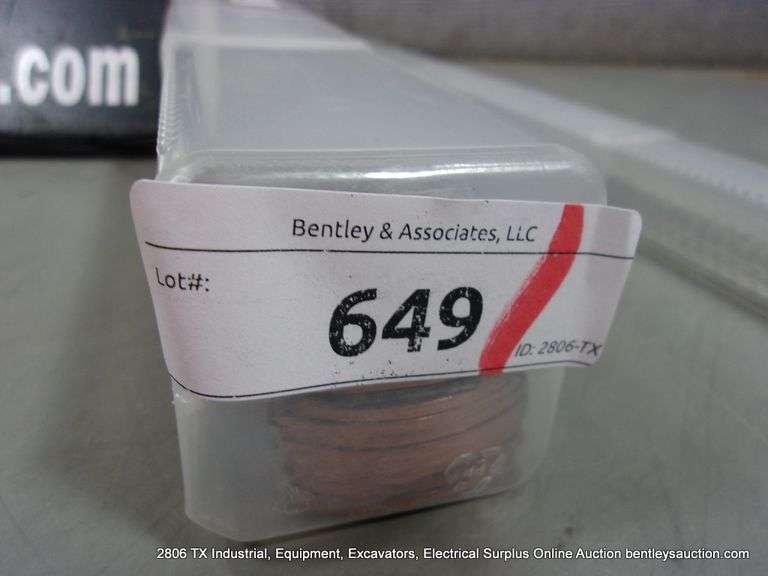 .com
Bentley & Associates, LLC
Lot#:
649
ID: 2806-TX
2806 TX Industrial, Equipment, Excavators, Electrical Surplus Online Auction bentleysauction.com